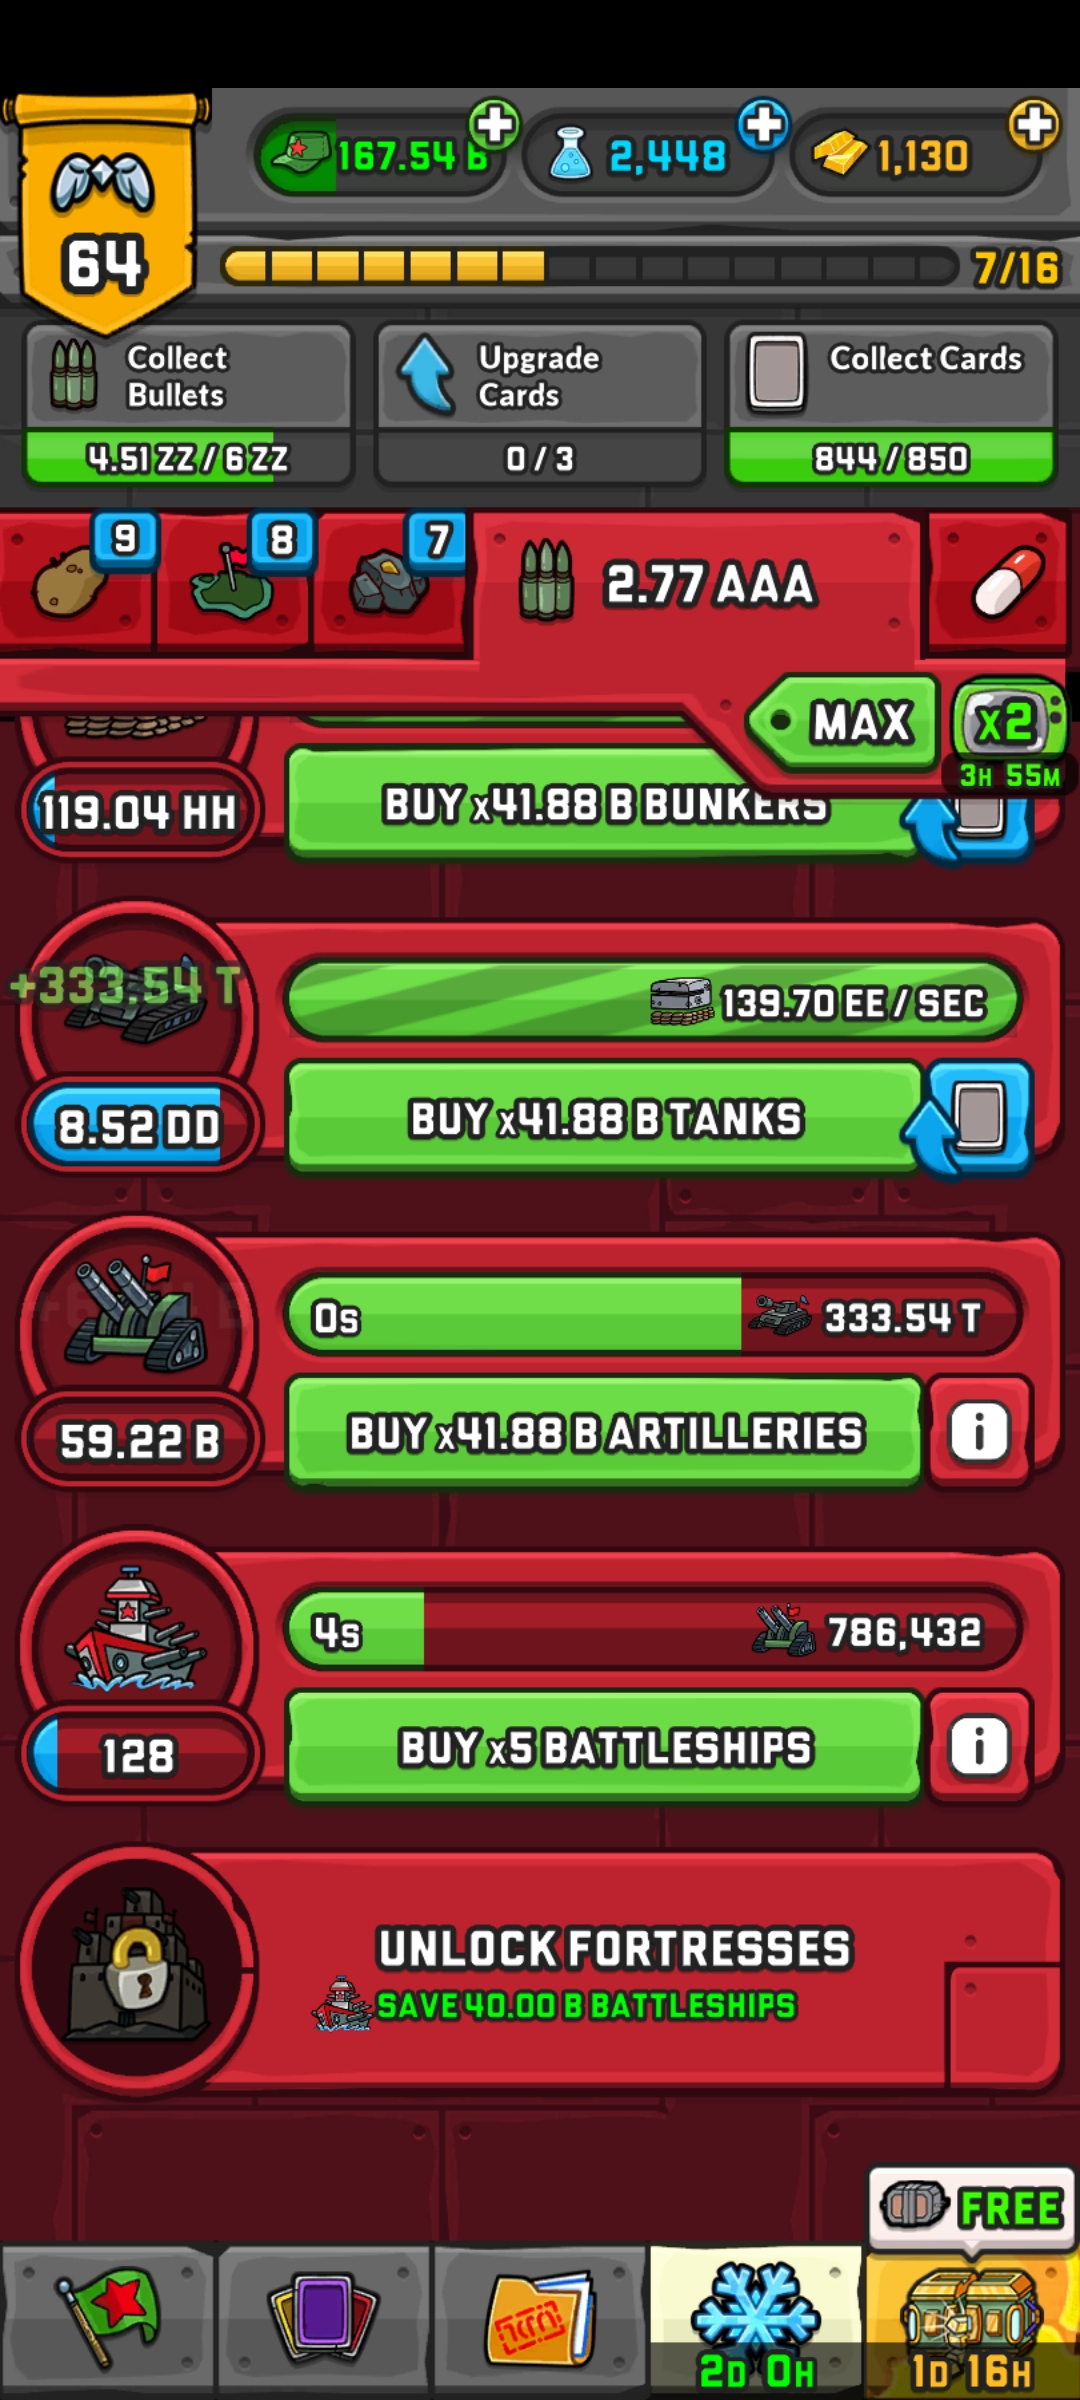 167.54 B
2,448
1,130
64
7/16
Collect
Bullets
Upgrade
Cards
Collect Cards
4.51 ZZ / 6 ZZ
0 / 3
844 / 850
9
8
7
2.77 AAA
MAX
x2
3H 55M
119.04 HH
BUY x41.88 B BUNKERS
+333.54 T
139.70 EE / SEC
8.52 DD
BUY x41.88 B TANKS
0s
333.54 T
59.22 B
BUY x41.88 B ARTILLERIES
i
4s
786,432
128
BUY x5 BATTLESHIPS
i
UNLOCK FORTRESSES
SAVE 40.00 B BATTLESHIPS
FREE
2D 0H
1D 16H